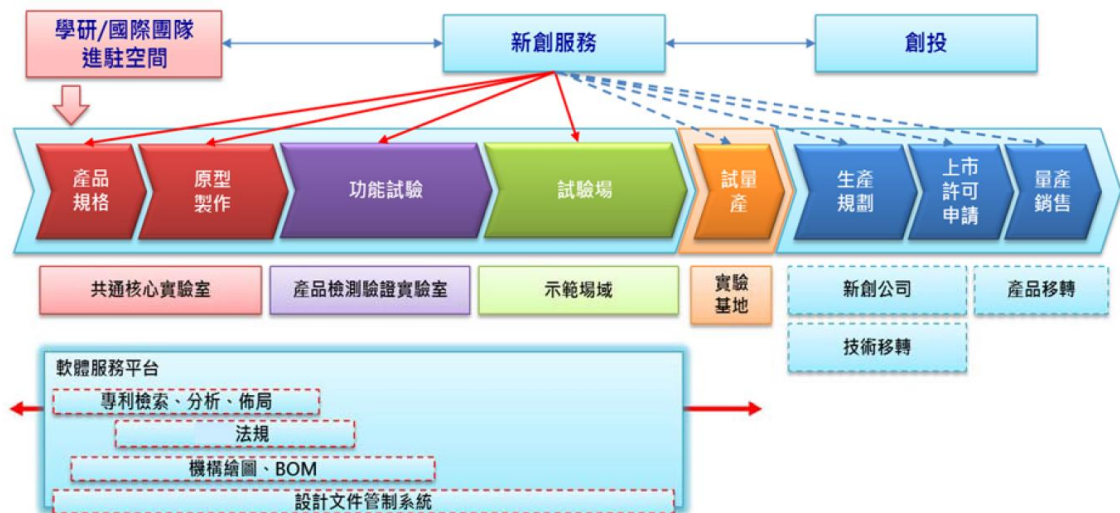 學研/國際團隊
進駐空間
新創服務
創投
產品
規格
原型
製作
功能試驗
試驗場
試量
產
生產
規劃
上市
許可
申請
量產
銷售
共通核心實驗室
產品檢測驗證實驗室
示範場域
實驗
基地
新創公司
產品移轉
技術移轉
軟體服務平台
專利檢索、分析、佈局
法規
機構繪圖、BOM
設計文件管制系統